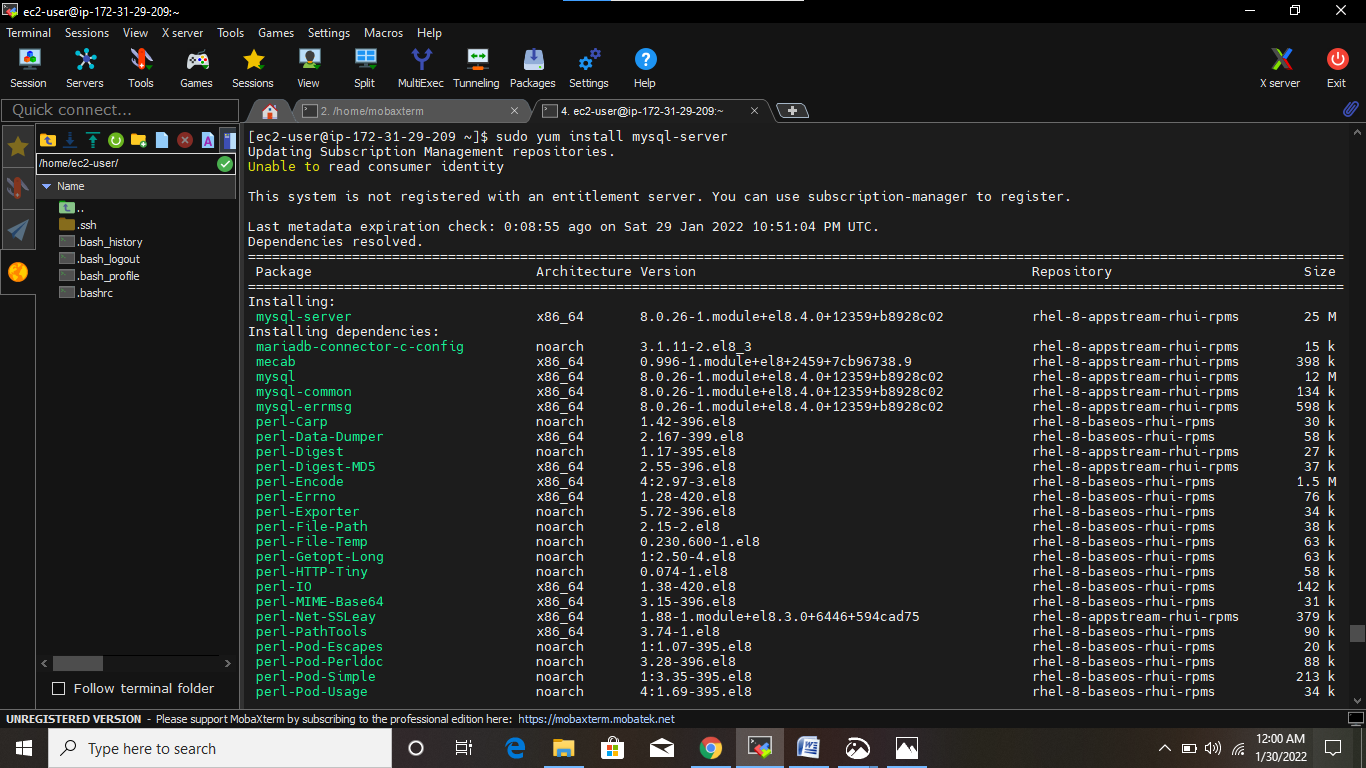 ec2-user@ip-172-31-29-209:~
Terminal Sessions View X server Tools Games Settings Macros Help
Session Servers Tools Games Sessions View Split MultiExec Tunneling Packages Settings Help X server Exit
Quick connect...
2. /home/mobaxterm
4. ec2-user@ip-172-31-29-209:~
/home/ec2-user/
Name
..
.ssh
.bash_history
.bash_logout
.bash_profile
.bashrc
Follow terminal folder
[ec2-user@ip-172-31-29-209 ~]$ sudo yum install mysql-server
Updating Subscription Management repositories.
Unable to read consumer identity
This system is not registered with an entitlement server. You can use subscription-manager to register.
Last metadata expiration check: 0:08:55 ago on Sat 29 Jan 2022 10:51:04 PM UTC.
Dependencies resolved.
Package Architecture Version Repository Size
Installing:
mysql-server x86_64 8.0.26-1.module+el8.4.0+12359+b8928c02 rhel-8-appstream-rhui-rpms 25 M
Installing dependencies:
mariadb-connector-c-config noarch 3.1.11-2.el8_3 rhel-8-appstream-rhui-rpms 15 k
mecab x86_64 0.996-1.module+el8+2459+7cb96738.9 rhel-8-appstream-rhui-rpms 398 k
mysql x86_64 8.0.26-1.module+el8.4.0+12359+b8928c02 rhel-8-appstream-rhui-rpms 12 M
mysql-common x86_64 8.0.26-1.module+el8.4.0+12359+b8928c02 rhel-8-appstream-rhui-rpms 134 k
mysql-errmsg x86_64 8.0.26-1.module+el8.4.0+12359+b8928c02 rhel-8-appstream-rhui-rpms 598 k
perl-Carp noarch 1.42-396.el8 rhel-8-baseos-rhui-rpms 30 k
perl-Data-Dumper x86_64 2.167-399.el8 rhel-8-baseos-rhui-rpms 58 k
perl-Digest noarch 1.17-395.el8 rhel-8-appstream-rhui-rpms 27 k
perl-Digest-MD5 x86_64 2.55-396.el8 rhel-8-appstream-rhui-rpms 37 k
perl-Encode x86_64 4:2.97-3.el8 rhel-8-baseos-rhui-rpms 1.5 M
perl-Errno x86_64 1.28-420.el8 rhel-8-baseos-rhui-rpms 76 k
perl-Exporter noarch 5.72-396.el8 rhel-8-baseos-rhui-rpms 34 k
perl-File-Path noarch 2.15-2.el8 rhel-8-baseos-rhui-rpms 38 k
perl-File-Temp noarch 0.230.600-1.el8 rhel-8-baseos-rhui-rpms 63 k
perl-Getopt-Long noarch 1:2.50-4.el8 rhel-8-baseos-rhui-rpms 63 k
perl-HTTP-Tiny noarch 0.074-1.el8 rhel-8-baseos-rhui-rpms 58 k
perl-IO x86_64 1.38-420.el8 rhel-8-baseos-rhui-rpms 142 k
perl-MIME-Base64 x86_64 3.15-396.el8 rhel-8-baseos-rhui-rpms 31 k
perl-Net-SSLeay x86_64 1.88-1.module+el8.3.0+6446+594cad75 rhel-8-appstream-rhui-rpms 379 k
perl-PathTools x86_64 3.74-1.el8 rhel-8-baseos-rhui-rpms 90 k
perl-Pod-Escapes noarch 1:1.07-395.el8 rhel-8-baseos-rhui-rpms 20 k
perl-Pod-Perldoc noarch 3.28-396.el8 rhel-8-baseos-rhui-rpms 88 k
perl-Pod-Simple noarch 1:3.35-395.el8 rhel-8-baseos-rhui-rpms 213 k
perl-Pod-Usage noarch 4:1.69-395.el8 rhel-8-baseos-rhui-rpms 34 k
UNREGISTERED VERSION - Please support MobaXterm by subscribing to the professional edition here: https://mobaxterm.mobatek.net
Type here to search
12:00 AM
1/30/2022